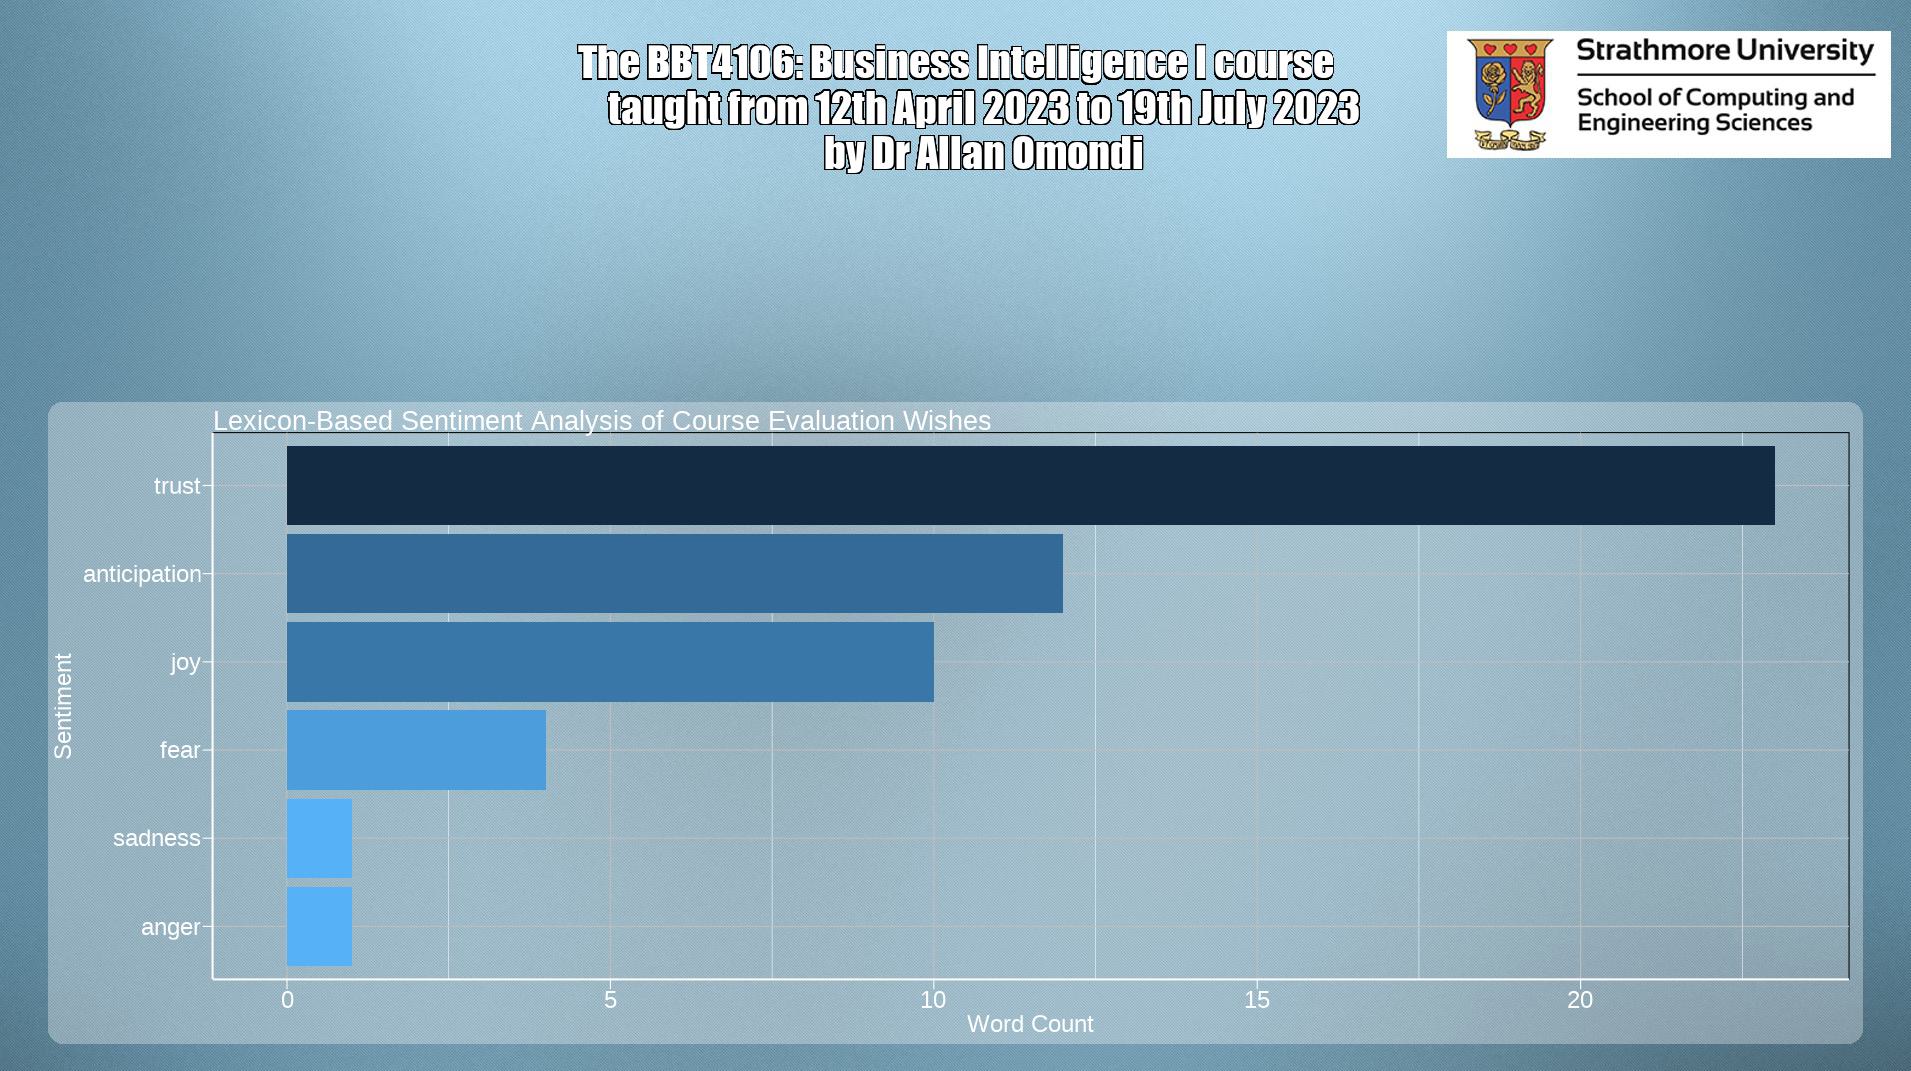 The BBT4106: Business Intelligence I course
taught from 12th April 2023 to 19th July 2023
by Dr Allan Omondi
Strathmore University
School of Computing and
Engineering Sciences
Lexicon-Based Sentiment Analysis of Course Evaluation Wishes
Sentiment
trust
anticipation
joy
fear
sadness
anger
0 5 10 15 20
Word Count